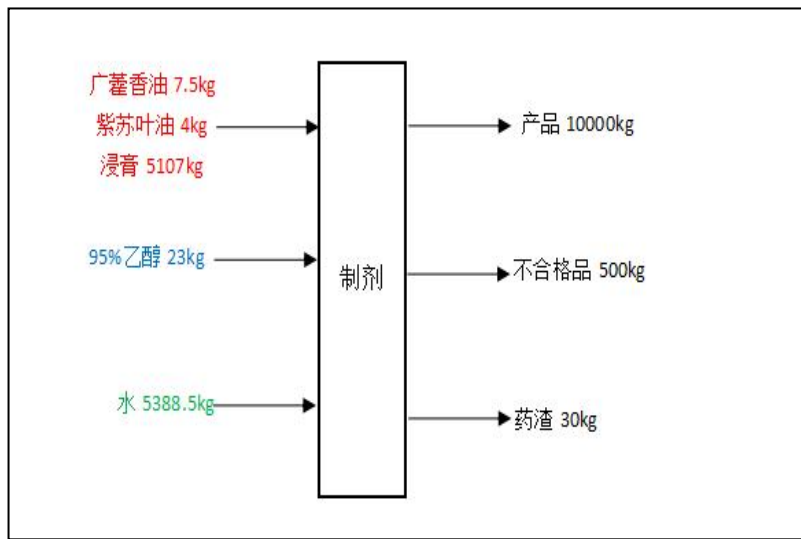 广藿香油 7.5kg
紫苏叶油 4kg
浸膏 5107kg
95%乙醇 23kg
水 5388.5kg
制剂
产品 10000kg
不合格品 500kg
药渣 30kg